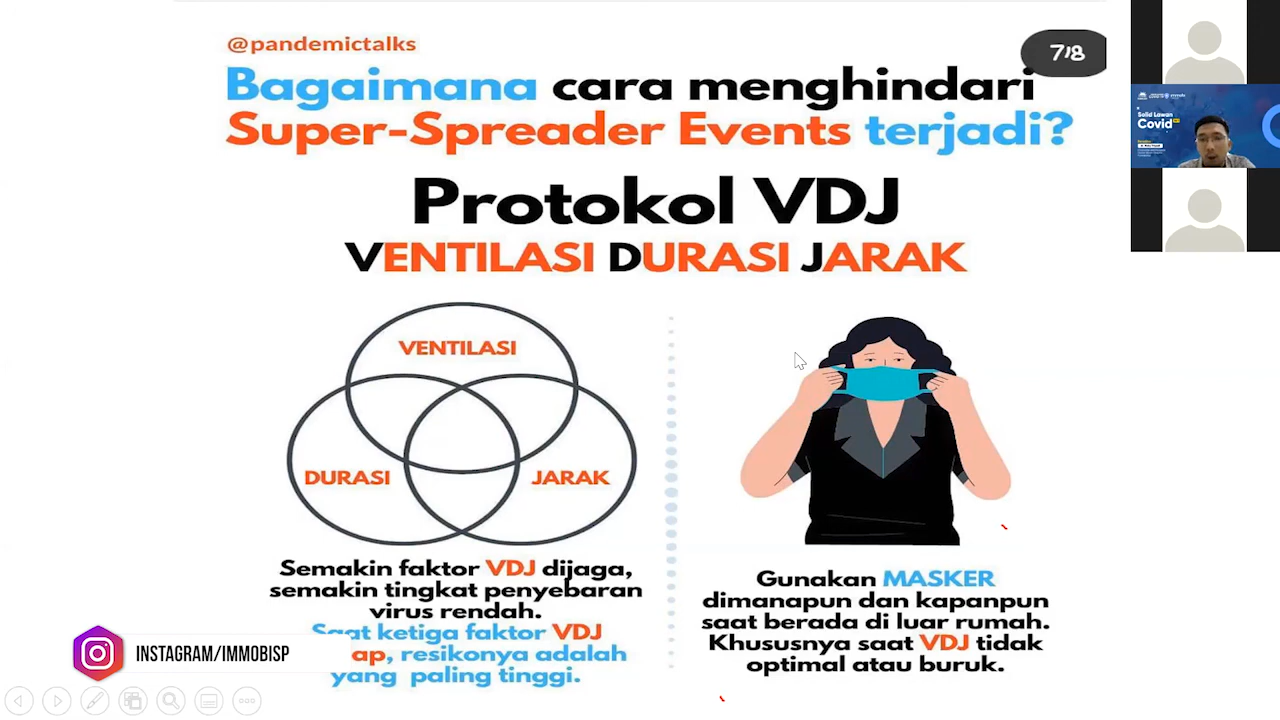 @pandemictalks
7/8
Bagaimana cara menghindari
Super-Spreader Events terjadi?
Protokol VDJ
VENTILASI DURASI JARAK
VENTILASI
DURASI
JARAK
Semakin faktor VDJ dijaga,
semakin tingkat penyebaran
virus rendah.
Saat ketiga faktor VDJ
ap, resikonya adalah
yang paling tinggi.
Gunakan MASKER
dimanapun dan kapanpun
saat berada di luar rumah.
Khususnya saat VDJ tidak
optimal atau buruk.
INSTAGRAM/IMMOBISP
Solid Lawan
Covid